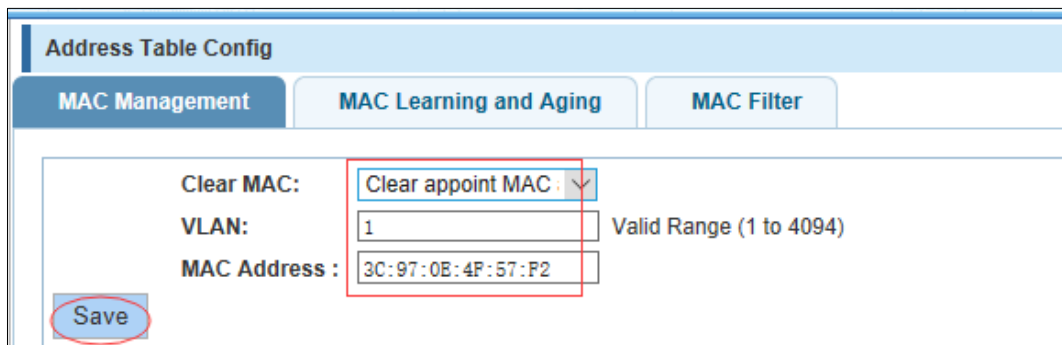 Address Table Config
MAC Management MAC Learning and Aging MAC Filter
Clear MAC: Clear appoint MAC
VLAN: 1 Valid Range (1 to 4094)
MAC Address : 3C:97:0E:4F:57:F2
Save